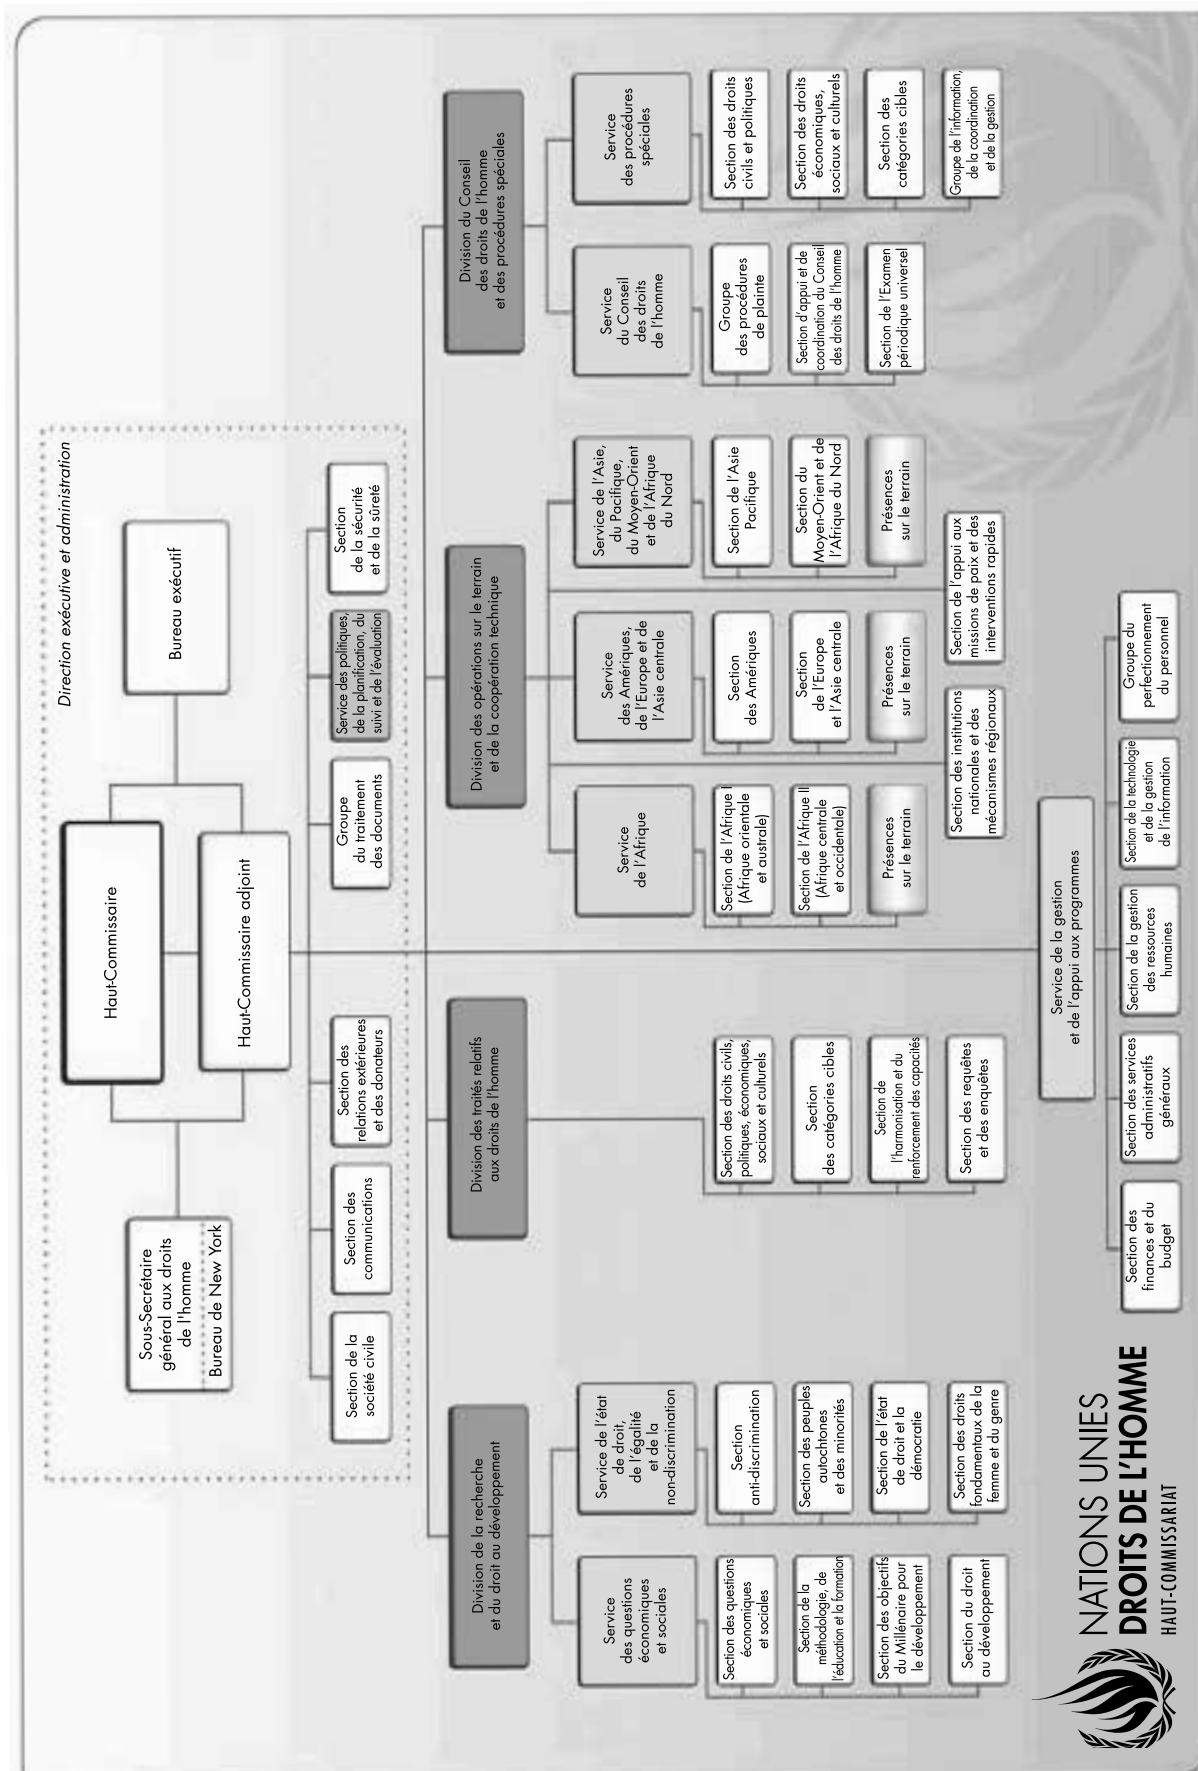 Direction exécutive et administration
Haut-Commissaire
Sous-Secrétaire
général aux droits
de l'homme
Bureau de New York
Bureau exécutif
Haut-Commissaire adjoint
Section de la
société civile
Section des
communications
Section des
relations extérieures
et des donateurs
Groupe
du traitement
des documents
Service des politiques,
de la planification, du
suivi et de l'évaluation
Section
de la sécurité
et de la sûreté
Division de la recherche
et du droit au développement
Service
des questions
économiques
et sociales
Section des questions
économiques
et sociales
Section de la
méthodologie, de
l'éducation et la formation
Section des objectifs
du Millénaire pour
le développement
Section du droit
au développement
Service de l'état
de droit,
de l'égalité
et de la
non-discrimination
Section
anti-discrimination
Section des peuples
autochtones
et des minorités
Section de l'état
de droit et la
démocratie
Section des droits
fondamentaux de la
femme et du genre
Division des traités relatifs
aux droits de l'homme
Section des droits civils,
politiques, économiques,
sociaux et culturels
Section
des catégories cibles
Section de
l'harmonisation et du
renforcement des capacités
Section des requêtes
et des enquêtes
Division des opérations sur le terrain
et de la coopération technique
Service
de l'Afrique
Section de l'Afrique I
(Afrique orientale
et australe)
Section de l'Afrique II
(Afrique centrale
et occidentale)
Présences
sur le terrain
Service
des Amériques,
de l'Europe et de
l'Asie centrale
Section
des Amériques
Section
de l'Europe
et l'Asie centrale
Présences
sur le terrain
Service de l'Asie,
du Pacifique,
du Moyen-Orient
et de l'Afrique
du Nord
Section de l'Asie
Pacifique
Section du
Moyen-Orient et de
l'Afrique du Nord
Présences
sur le terrain
Section des institutions
nationales et des
mécanismes régionaux
Section de l'appui aux
missions de paix et des
interventions rapides
Division du Conseil
des droits de l'homme
et des procédures spéciales
Service
du Conseil
des droits
de l'homme
Groupe
des procédures
de plainte
Section d'appui et de
coordination du Conseil
des droits de l'homme
Section de l'Examen
périodique universel
Service
des procédures
spéciales
Section des droits
civils et politiques
Section des droits
économiques,
sociaux et culturels
Section des
catégories cibles
Groupe de l'information,
de la coordination
et de la gestion
Service de la gestion
et de l'appui aux programmes
Section des
finances et du
budget
Section des services
administratifs
généraux
Section de la gestion
des ressources
humaines
Section de la technologie
et de la gestion
de l'information
Groupe du
perfectionnement
du personnel
NATIONS UNIES
DROITS DE L'HOMME
HAUT-COMMISSARIAT